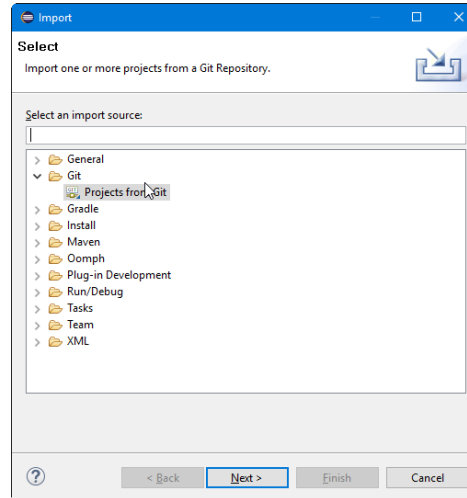 Import
Select
Import one or more projects from a Git Repository.
Select an import source:
General
Git
Projects from Git
Gradle
Install
Maven
Oomph
Plug-in Development
Run/Debug
Tasks
Team
XML
? < Back Next > Finish Cancel